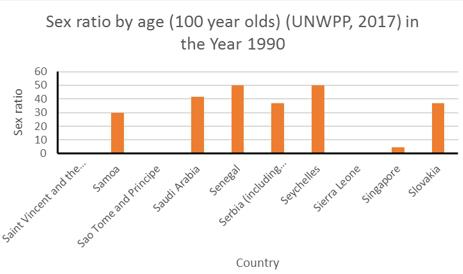 Sex ratio by age (100 year olds) (UNWPP, 2017) in
the Year 1990
Sex ratio
60
50
40
30
20
10
0
Saint Vincent and the...
Samoa
Sao Tome and Principe
Saudi Arabia
Senegal
Serbia (including...
Seychelles
Sierra Leone
Singapore
Slovakia
Country